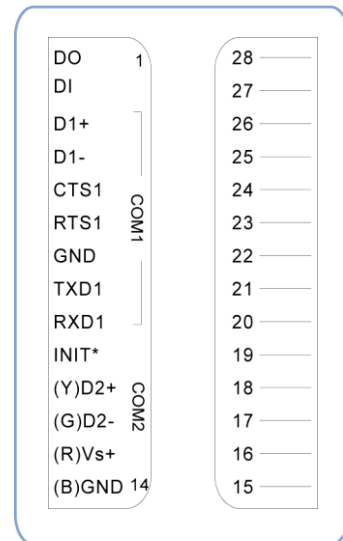 DO 1
DI
D1+
D1-
CTS1
RTS1
GND
TXD1
RXD1
COM1
INIT*
(Y)D2+
(G)D2-
(R)Vs+
(B)GND 14
COM2
28
27
26
25
24
23
22
21
20
19
18
17
16
15